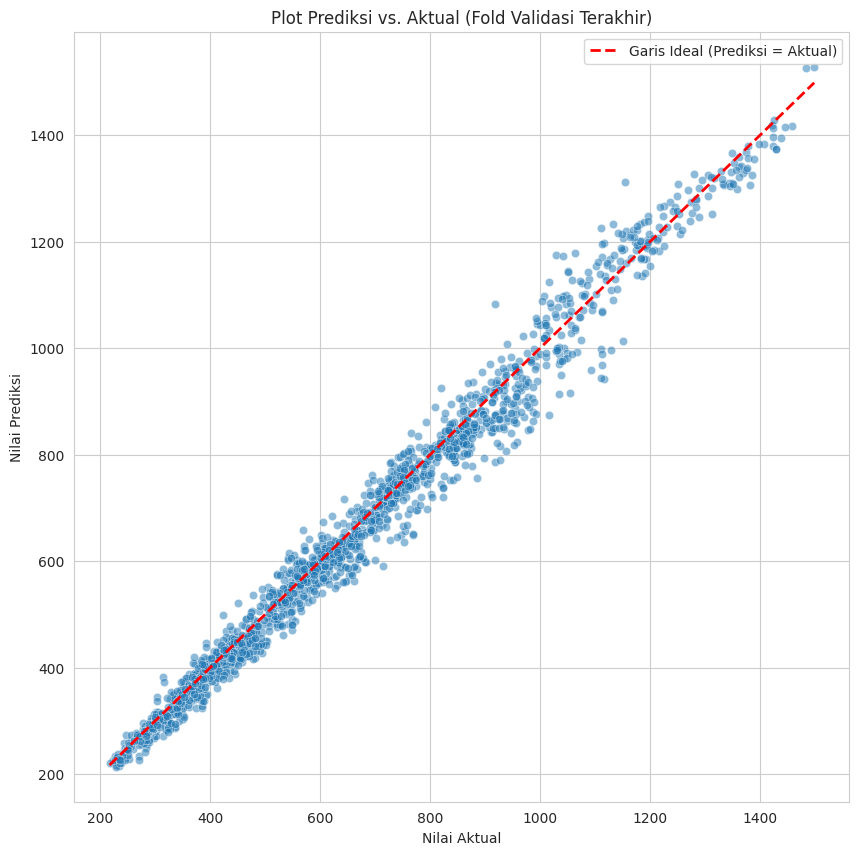 Plot Prediksi vs. Aktual (Fold Validasi Terakhir)
Garis Ideal (Prediksi = Aktual)
1400
1200
1000
800
600
400
200
Nilai Prediksi
200 400 600 800 1000 1200 1400
Nilai Aktual